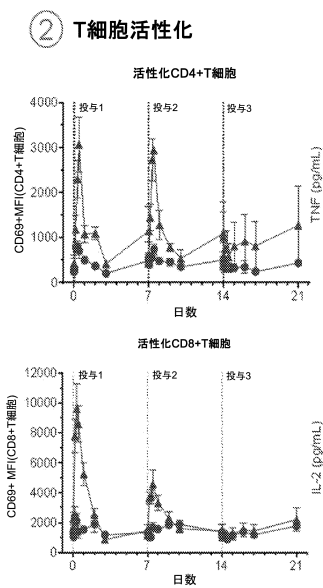 ② T細胞活性化
活性化CD4+T細胞
CD69+MFI(CD4+T細胞)
4000
3000
2000
1000
0
投与1
投与2
投与3
TNF (pg/mL)
0
7
14
21
日数
活性化CD8+T細胞
CD69+ MFI(CD8+T細胞)
12000
10000
8000
6000
4000
2000
0
投与1
投与2
投与3
IL-2 (pg/mL)
0
7
14
21
日数